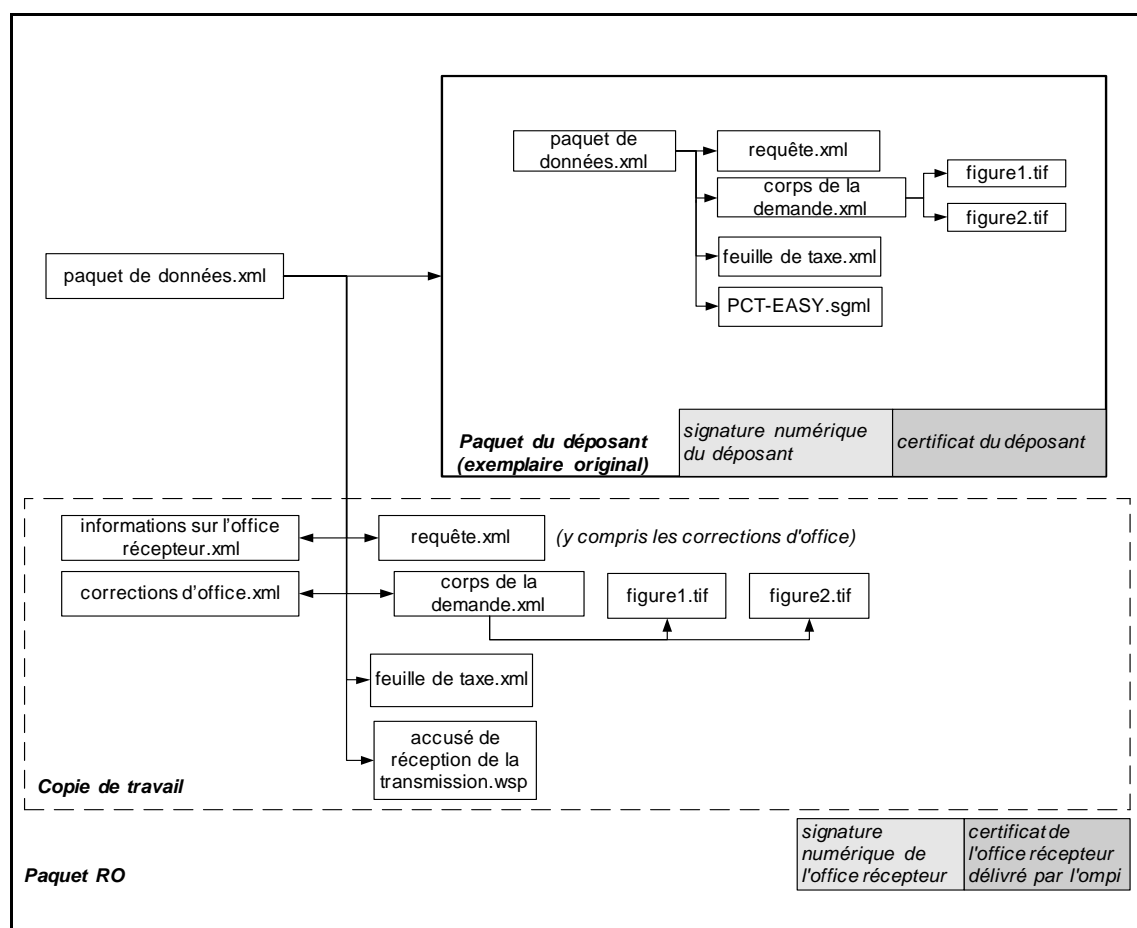 paquet de
données.xml
requête.xml
corps de la
demande.xml
figure1.tif
figure2.tif
feuille de taxe.xml
PCT-EASY.sgml
paquet de données.xml
Paquet du déposant
(exemplaire original)
signature numérique
du déposant
certificat du déposant
informations sur l'office
récepteur.xml
requête.xml
(y compris les corrections d'office)
corrections d'office.xml
corps de la
demande.xml
figure1.tif
figure2.tif
feuille de taxe.xml
accusé de
réception de la
transmission.wsp
Copie de travail
signature
numérique de
l'office récepteur
certificat de
l'office récepteur
délivré par l'ompi
Paquet RO